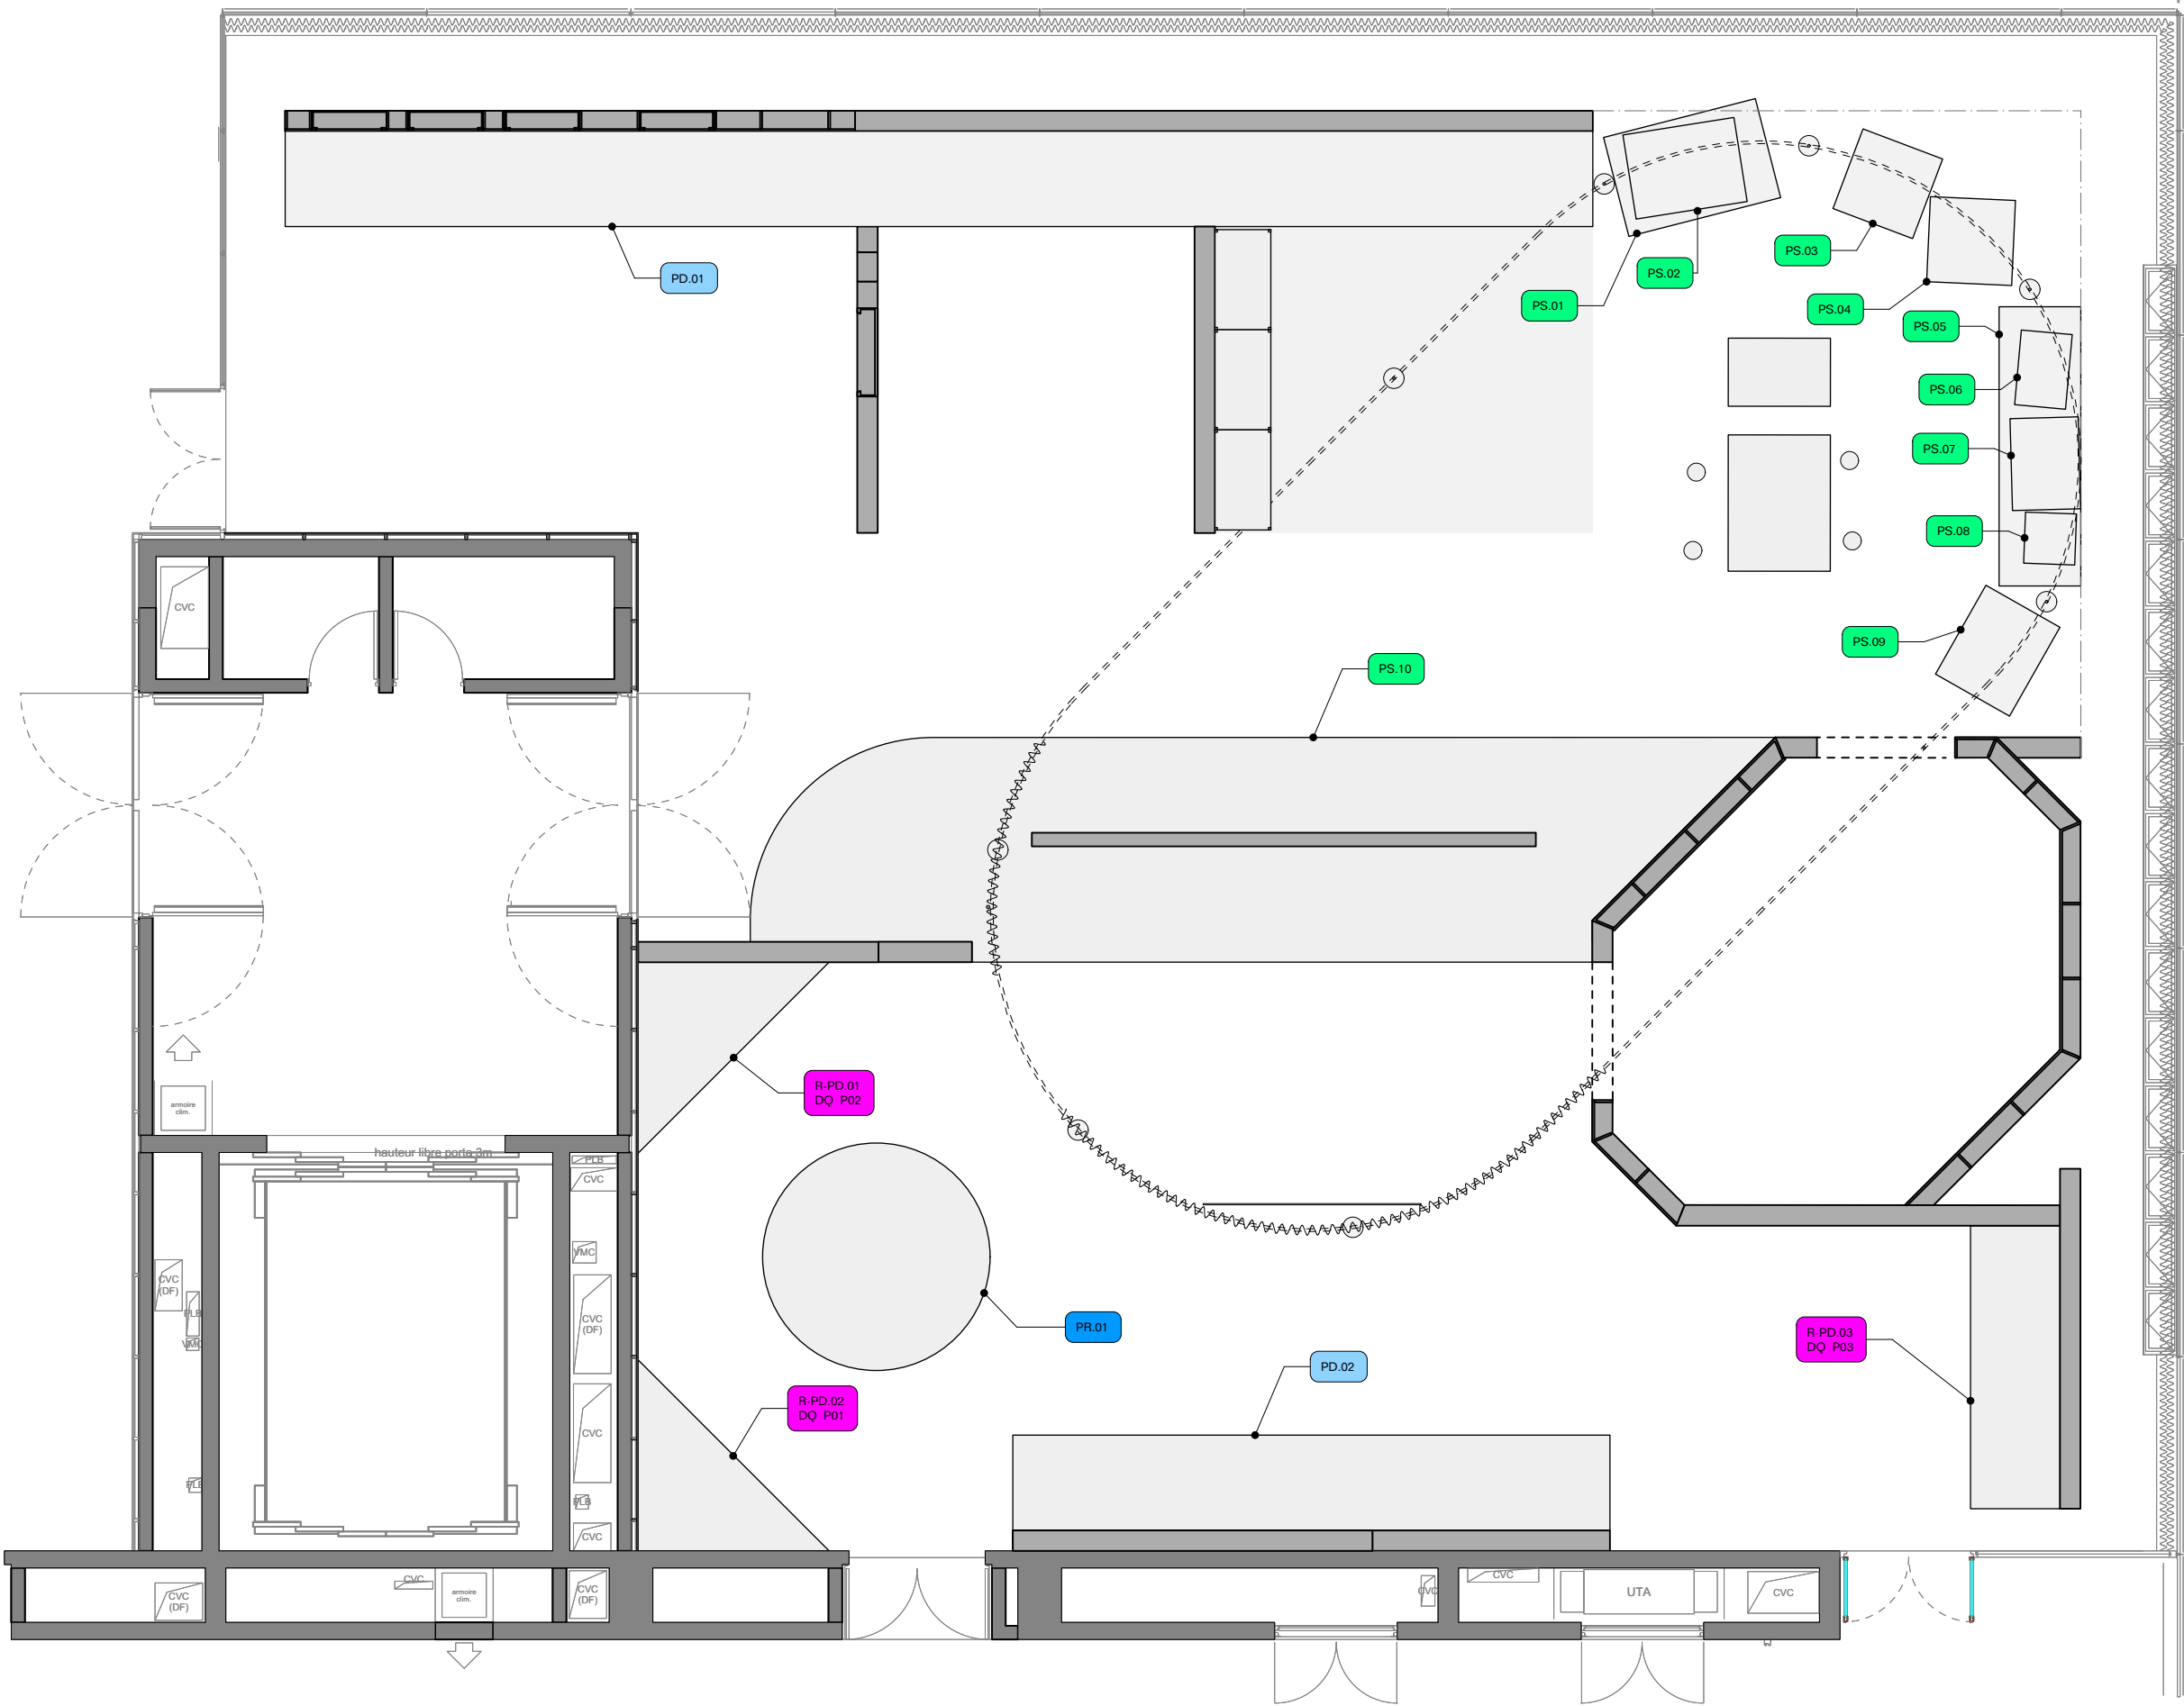 PD.01
PS.01
PS.02
PS.03
PS.04
PS.05
PS.06
PS.07
PS.08
PS.09
PS.10
CVC
R-PD.01
DQ P02
armoire
clim.
hauteur libre porte 3m
PLB
CVC
VMC
CVC
(DF)
PLB
VMC
CVC
(DF)
PR.01
R-PD.03
DQ P03
PD.02
R-PD.02
DQ P01
CVC
PLB
PLB
CVC
CVC
(DF)
CVC
armoire
clim.
CVC
(DF)
CVC
CVC
UTA
CVC